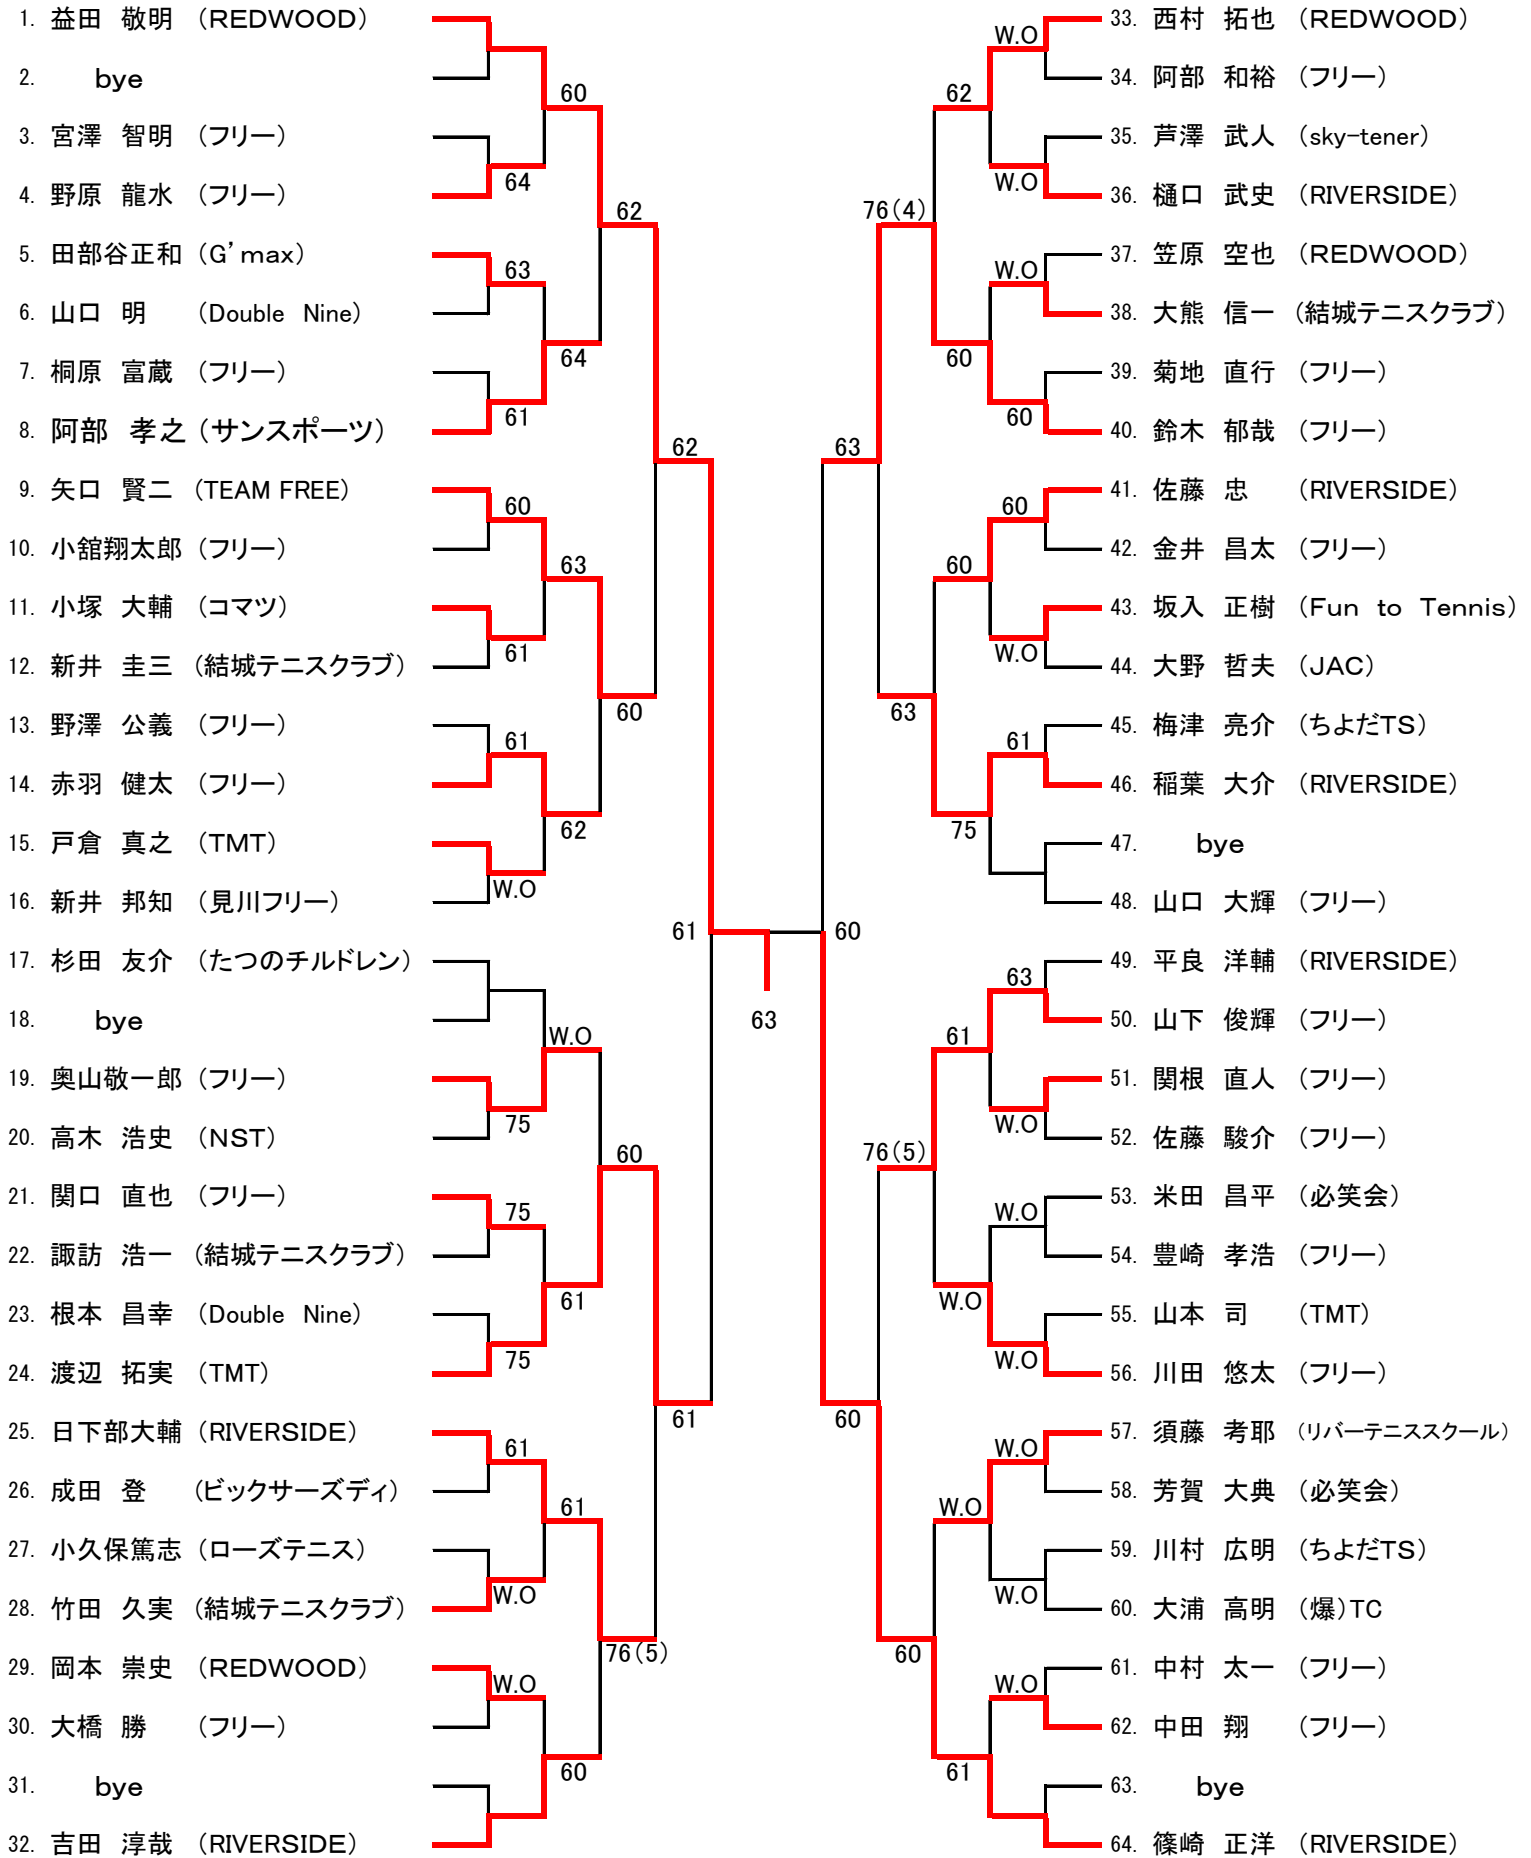 1. 益田 敬明 （REDWOOD）
2. bye
3. 宮澤 智明 （フリー）
4. 野原 龍水 （フリー）
5. 田部谷正和 （G'max）
6. 山口 明 （Double Nine）
7. 桐原 富蔵 （フリー）
8. 阿部 孝之 （サンスポーツ）
9. 矢口 賢二 （TEAM FREE）
10. 小舘翔太郎 （フリー）
11. 小塚 大輔 （コマツ）
12. 新井 圭三 （結城テニスクラブ）
13. 野澤 公義 （フリー）
14. 赤羽 健太 （フリー）
15. 戸倉 真之 （TMT）
16. 新井 邦知 （見川フリー）
17. 杉田 友介 （たつのチルドレン）
18. bye
19. 奥山敬一郎 （フリー）
20. 高木 浩史 （NST）
21. 関口 直也 （フリー）
22. 諏訪 浩一 （結城テニスクラブ）
23. 根本 昌幸 （Double Nine）
24. 渡辺 拓実 （TMT）
25. 日下部大輔 （RIVERSIDE）
26. 成田 登 （ビックサーズディ）
27. 小久保篤志 （ローズテニス）
28. 竹田 久実 （結城テニスクラブ）
29. 岡本 崇史 （REDWOOD）
30. 大橋 勝 （フリー）
31. bye
32. 吉田 淳哉 （RIVERSIDE）
64
63
61
60
61
61
W.O
75
75
75
61
W.O
W.O
60
64
63
62
W.O
61
61
60
62
60
60
76(5)
62
61
61
63
60
63
60
76(4)
63
76(5)
60
62
60
60
75
61
W.O
W.O
61
W.O
W.O
W.O
60
60
W.O
61
63
W.O
W.O
W.O
W.O
W.O
W.O
33. 西村 拓也 （REDWOOD）
34. 阿部 和裕 （フリー）
35. 芦澤 武人 （sky-tener）
36. 樋口 武史 （RIVERSIDE）
37. 笠原 空也 （REDWOOD）
38. 大熊 信一 （結城テニスクラブ）
39. 菊地 直行 （フリー）
40. 鈴木 郁哉 （フリー）
41. 佐藤 忠 （RIVERSIDE）
42. 金井 昌太 （フリー）
43. 坂入 正樹 （Fun to Tennis）
44. 大野 哲夫 （JAC）
45. 梅津 亮介 （ちよだTS）
46. 稲葉 大介 （RIVERSIDE）
47. bye
48. 山口 大輝 （フリー）
49. 平良 洋輔 （RIVERSIDE）
50. 山下 俊輝 （フリー）
51. 関根 直人 （フリー）
52. 佐藤 駿介 （フリー）
53. 米田 昌平 （必笑会）
54. 豊崎 孝浩 （フリー）
55. 山本 司 （TMT）
56. 川田 悠太 （フリー）
57. 須藤 考耶 （リバーテニススクール）
58. 芳賀 大典 （必笑会）
59. 川村 広明 （ちよだTS）
60. 大浦 高明 （爆）TC
61. 中村 太一 （フリー）
62. 中田 翔 （フリー）
63. bye
64. 篠崎 正洋 （RIVERSIDE）